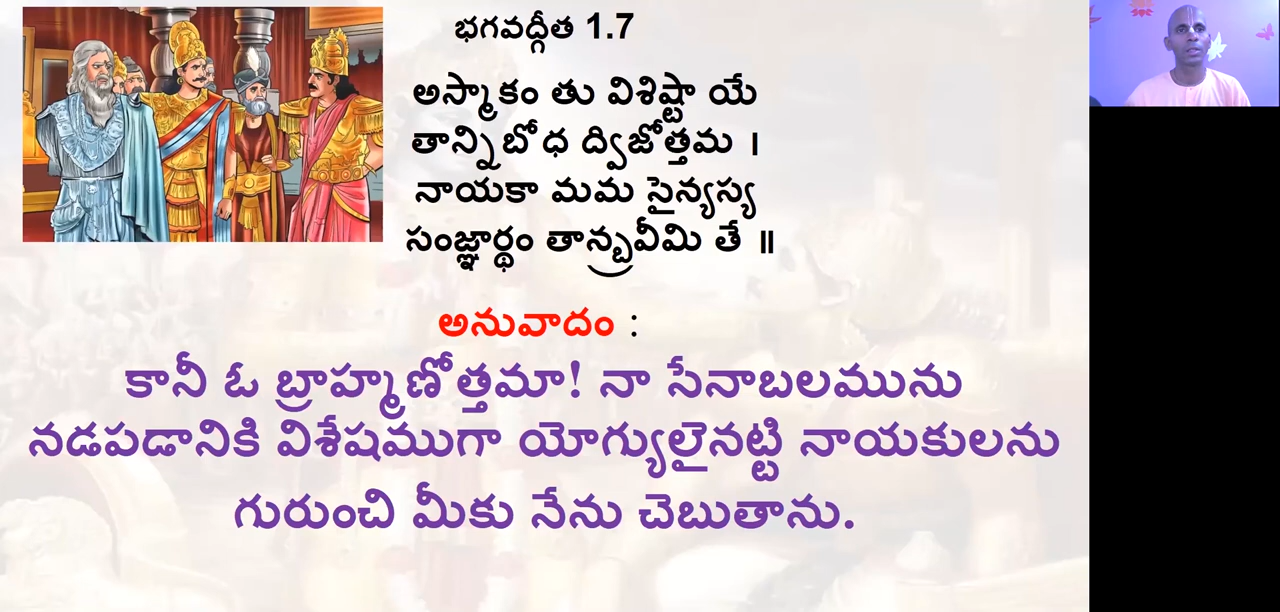 భగవద్గీత 1.7
అస్మాకం తు విశిష్టా యే
తాన్నిబోధ ద్విజోత్తమ ।
నాయకా మమ సైన్యస్య
సంజ్ఞార్థం తాన్బ్రవీమి తే ॥
అనువాదం :
కానీ ఓ బ్రాహ్మణోత్తమా! నా సేనాబలమును
నడపడానికి విశేషముగా యోగ్యులైనట్టి నాయకులను
గురుంచి మీకు నేను చెబుతాను.